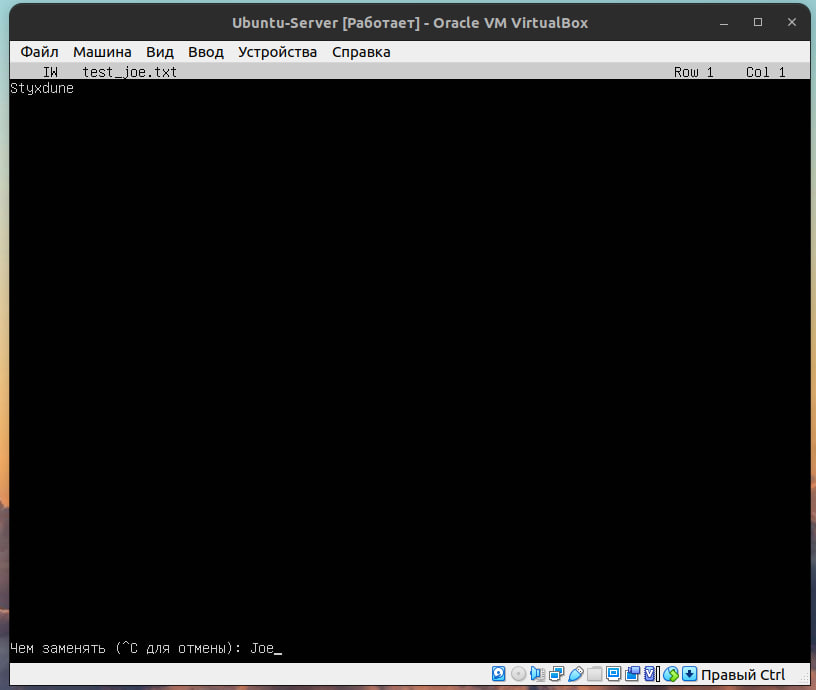 Ubuntu-Server [Работает] - Oracle VM VirtualBox
Файл Машина Вид Ввод Устройства Справка
IW test_joe.txt Row 1 Col 1
Styxdune
Чем заменять (^C для отмены): Joe_
Правый Ctrl